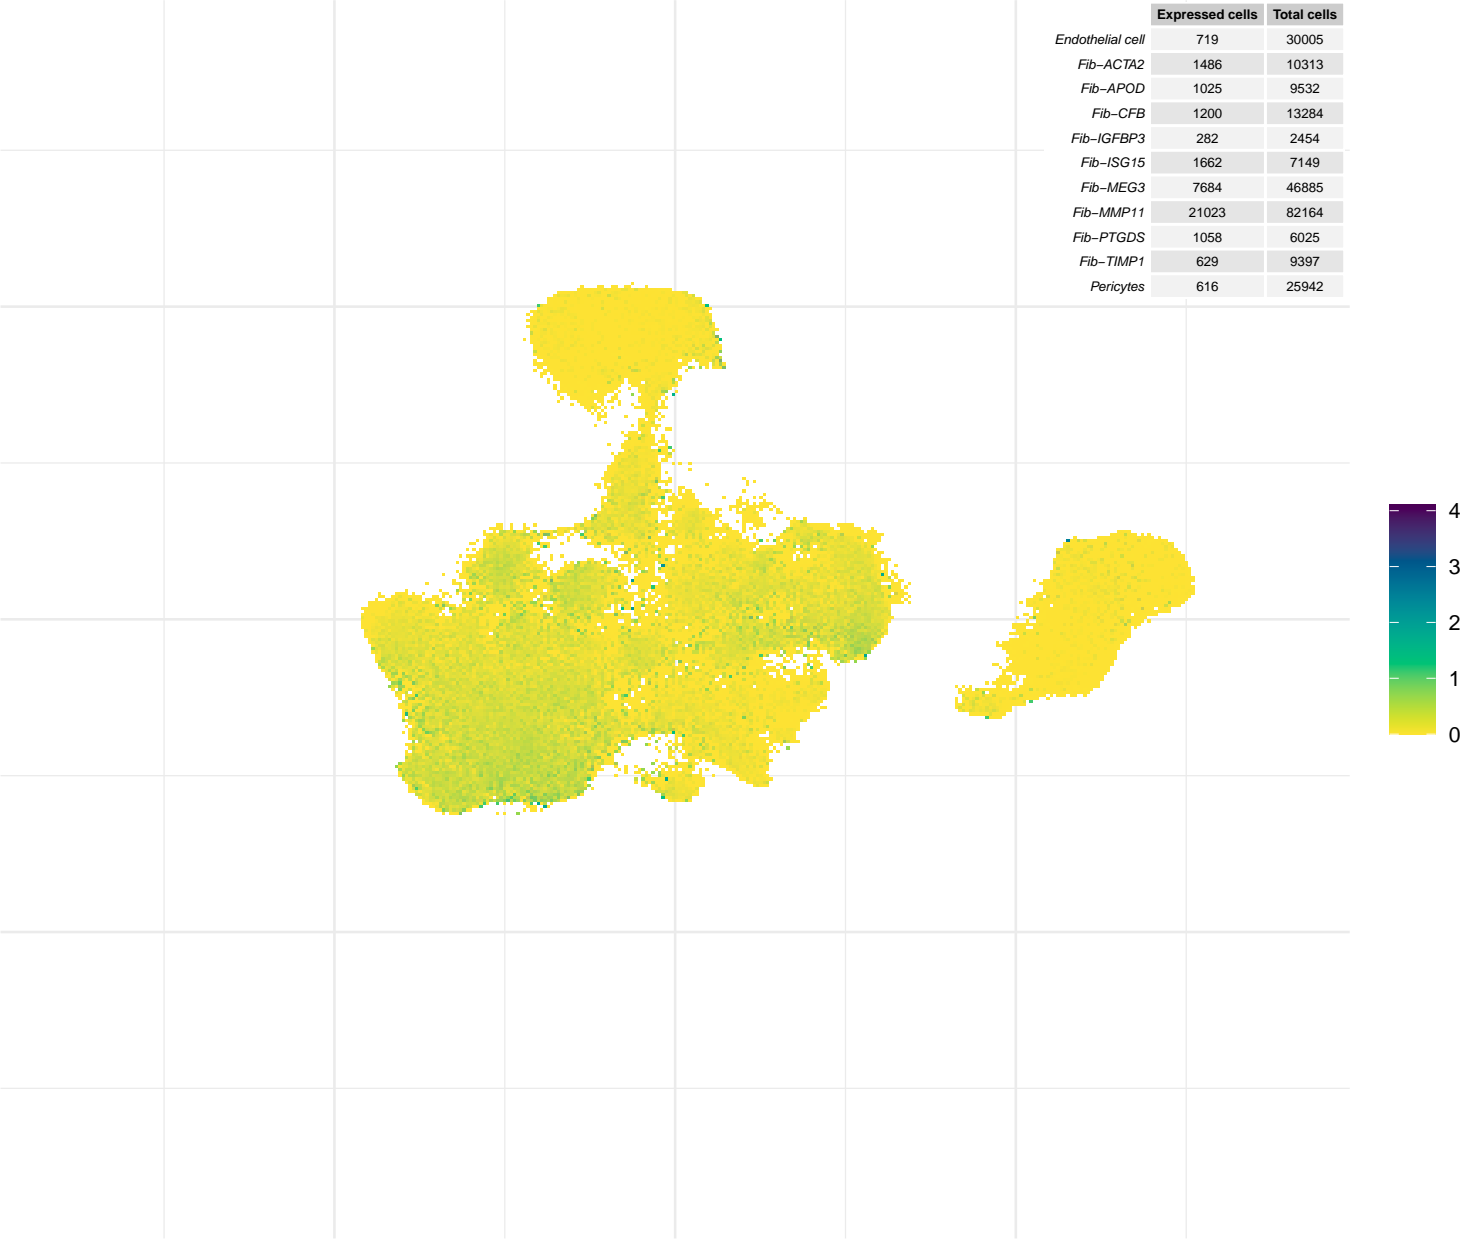 Expressed cells Total cells
Endothelial cell 719 30005
Fib−ACTA2 1486 10313
Fib−APOD 1025 9532
Fib−CFB 1200 13284
Fib−IGFBP3 282 2454
Fib−ISG15 1662 7149
Fib−MEG3 7684 46885
Fib−MMP11 21023 82164
Fib−PTGDS 1058 6025
Fib−TIMP1 629 9397
Pericytes 616 25942
4
3
2
1
0